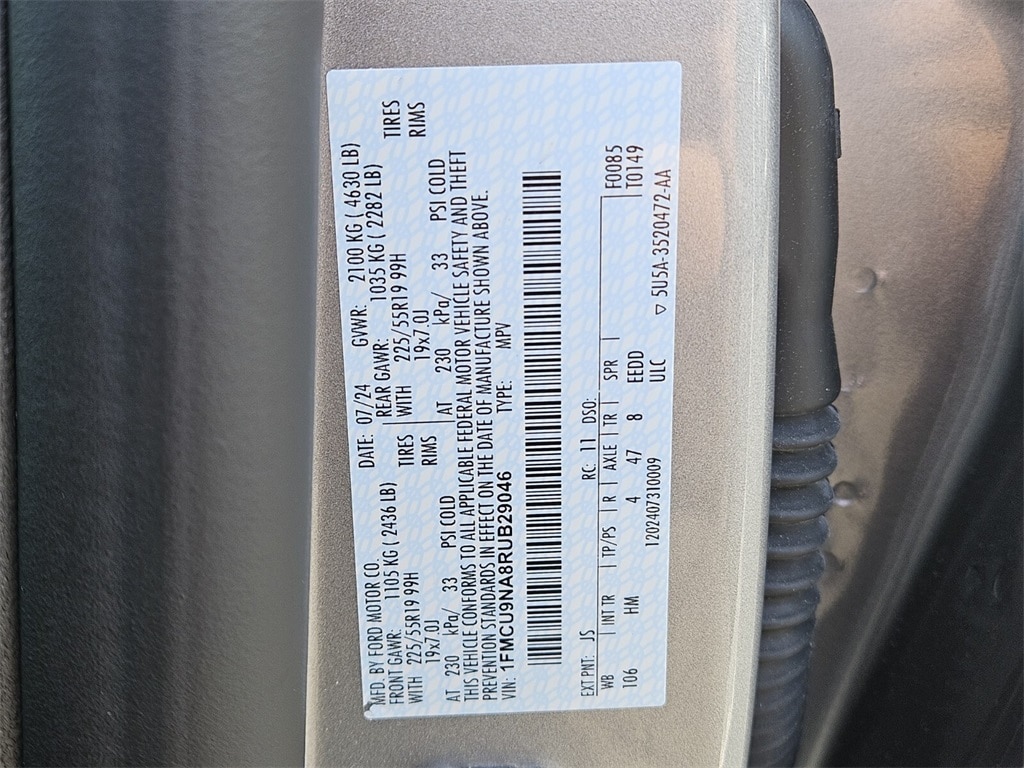 MFD. BY FORD MOTOR CO.
DATE: 07/24 GVWR: 2100 KG ( 4630 LB)
FRONT GAWR: 1105 KG ( 2436 LB) REAR GAWR: 1035 KG ( 2282 LB)
WITH 225/55R19 99H TIRES WITH 225/55R19 99H TIRES
19x7.0J RIMS 19x7.0J RIMS
AT 230 kPa/ 33 PSI COLD AT 230 kPa/ 33 PSI COLD
THIS VEHICLE CONFORMS TO ALL APPLICABLE FEDERAL MOTOR VEHICLE SAFETY AND THEFT
PREVENTION STANDARDS IN EFFECT ON THE DATE OF MANUFACTURE SHOWN ABOVE.
VIN: 1FMCU9NA8RUB29046 TYPE: MPV
EXT PNT: JS RC: 11 DSO: F0085
WB | INT TR | TP/PS | R | AXLE | TR | SPR | T0149
106 HM 4 47 8 EEDD
1202407310009 ULC ▽ 5U5A-3520472-AA